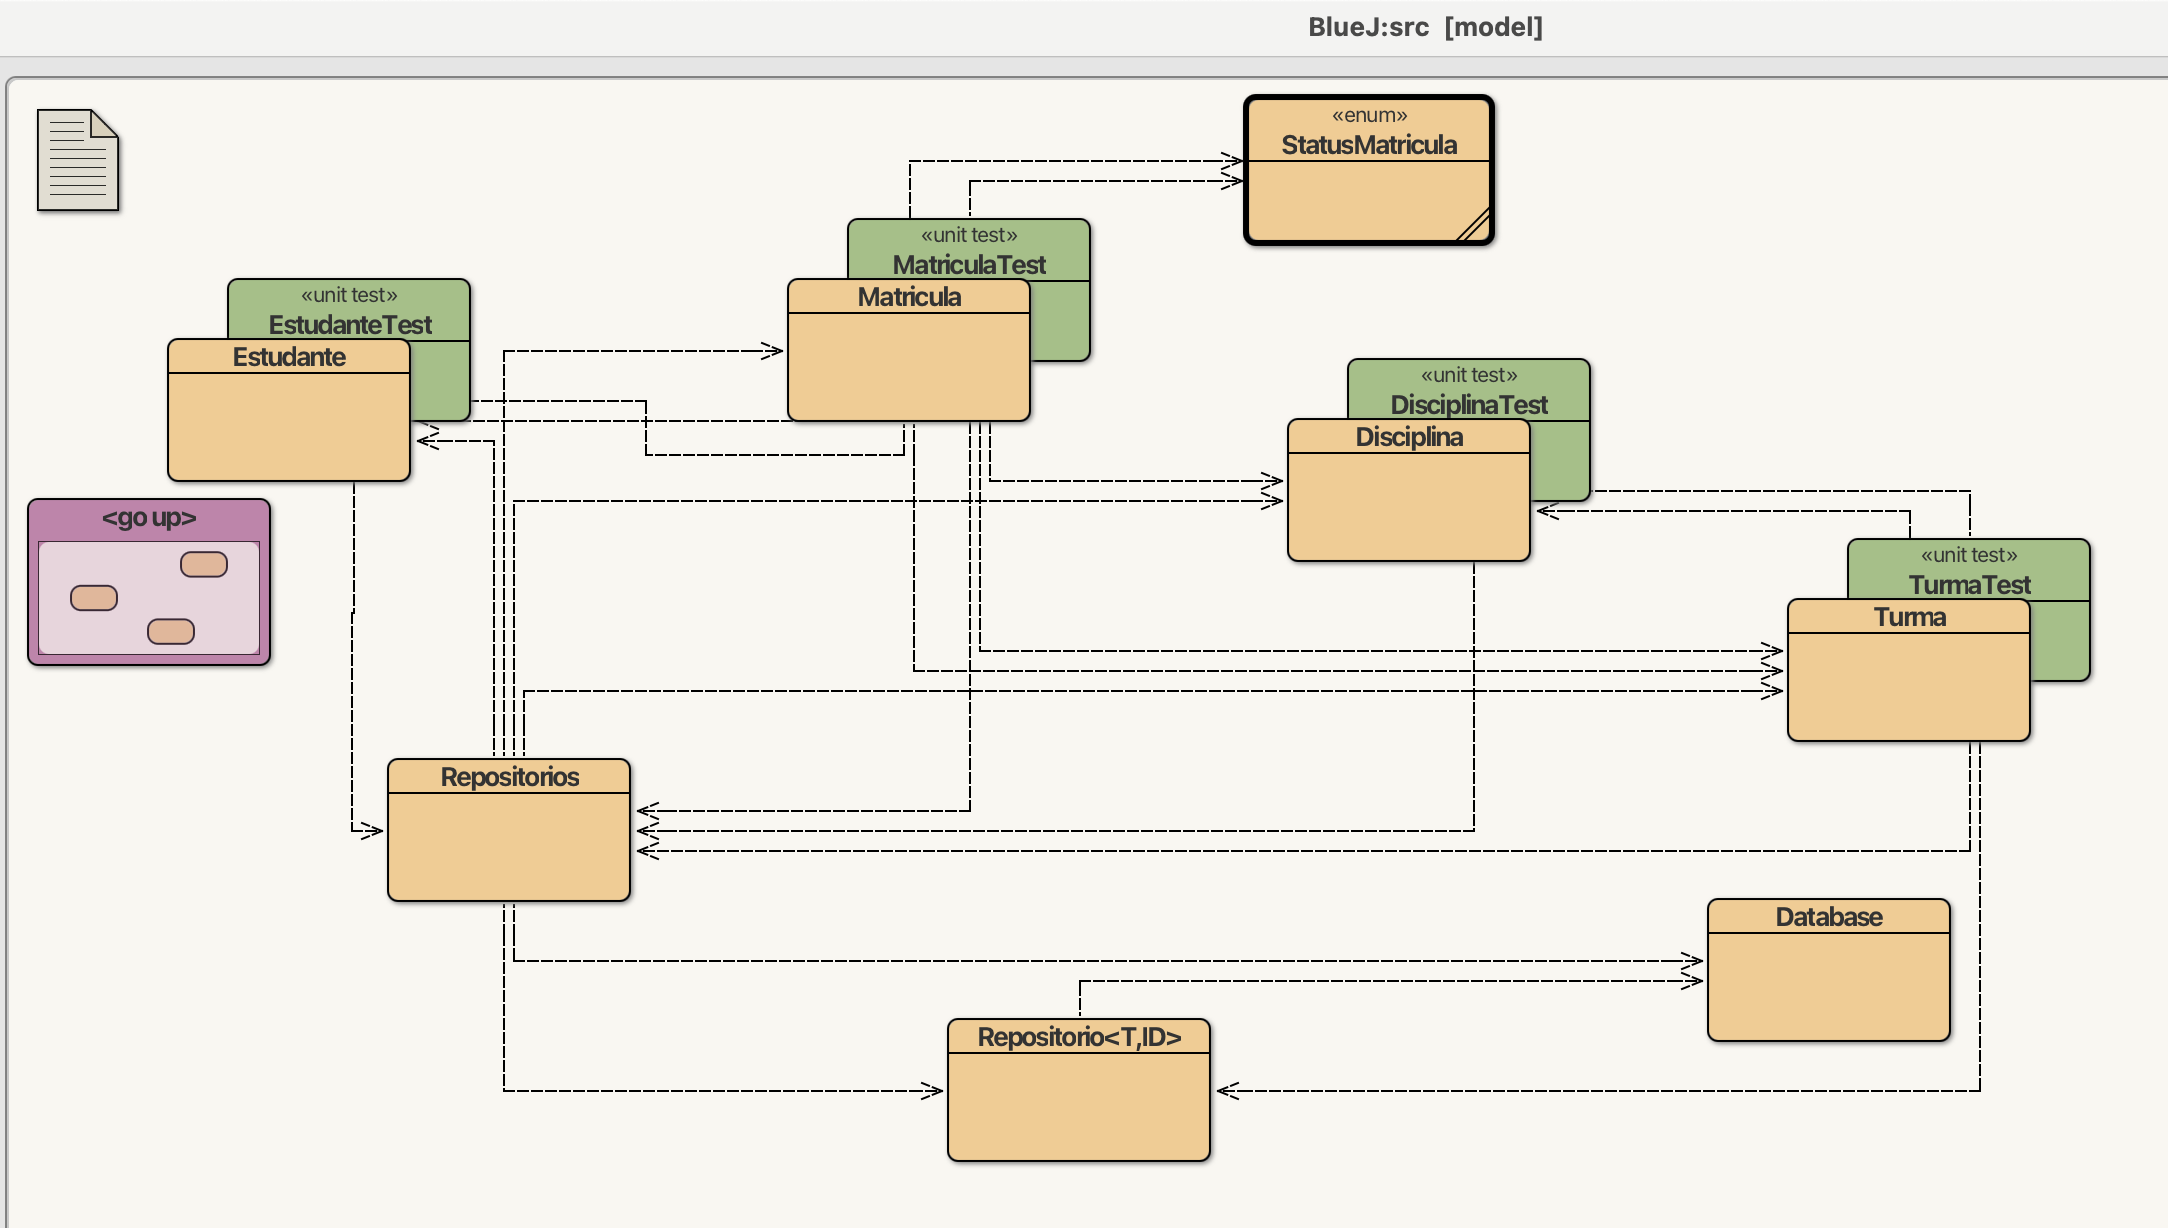 BlueJ:src [model]
«enum»
StatusMatricula
«unit test»
MatriculaTest
Matricula
«unit test»
EstudanteTest
Estudante
«unit test»
DisciplinaTest
Disciplina
<go up>
«unit test»
TurmaTest
Turma
Repositorios
Database
Repositorio<T,ID>